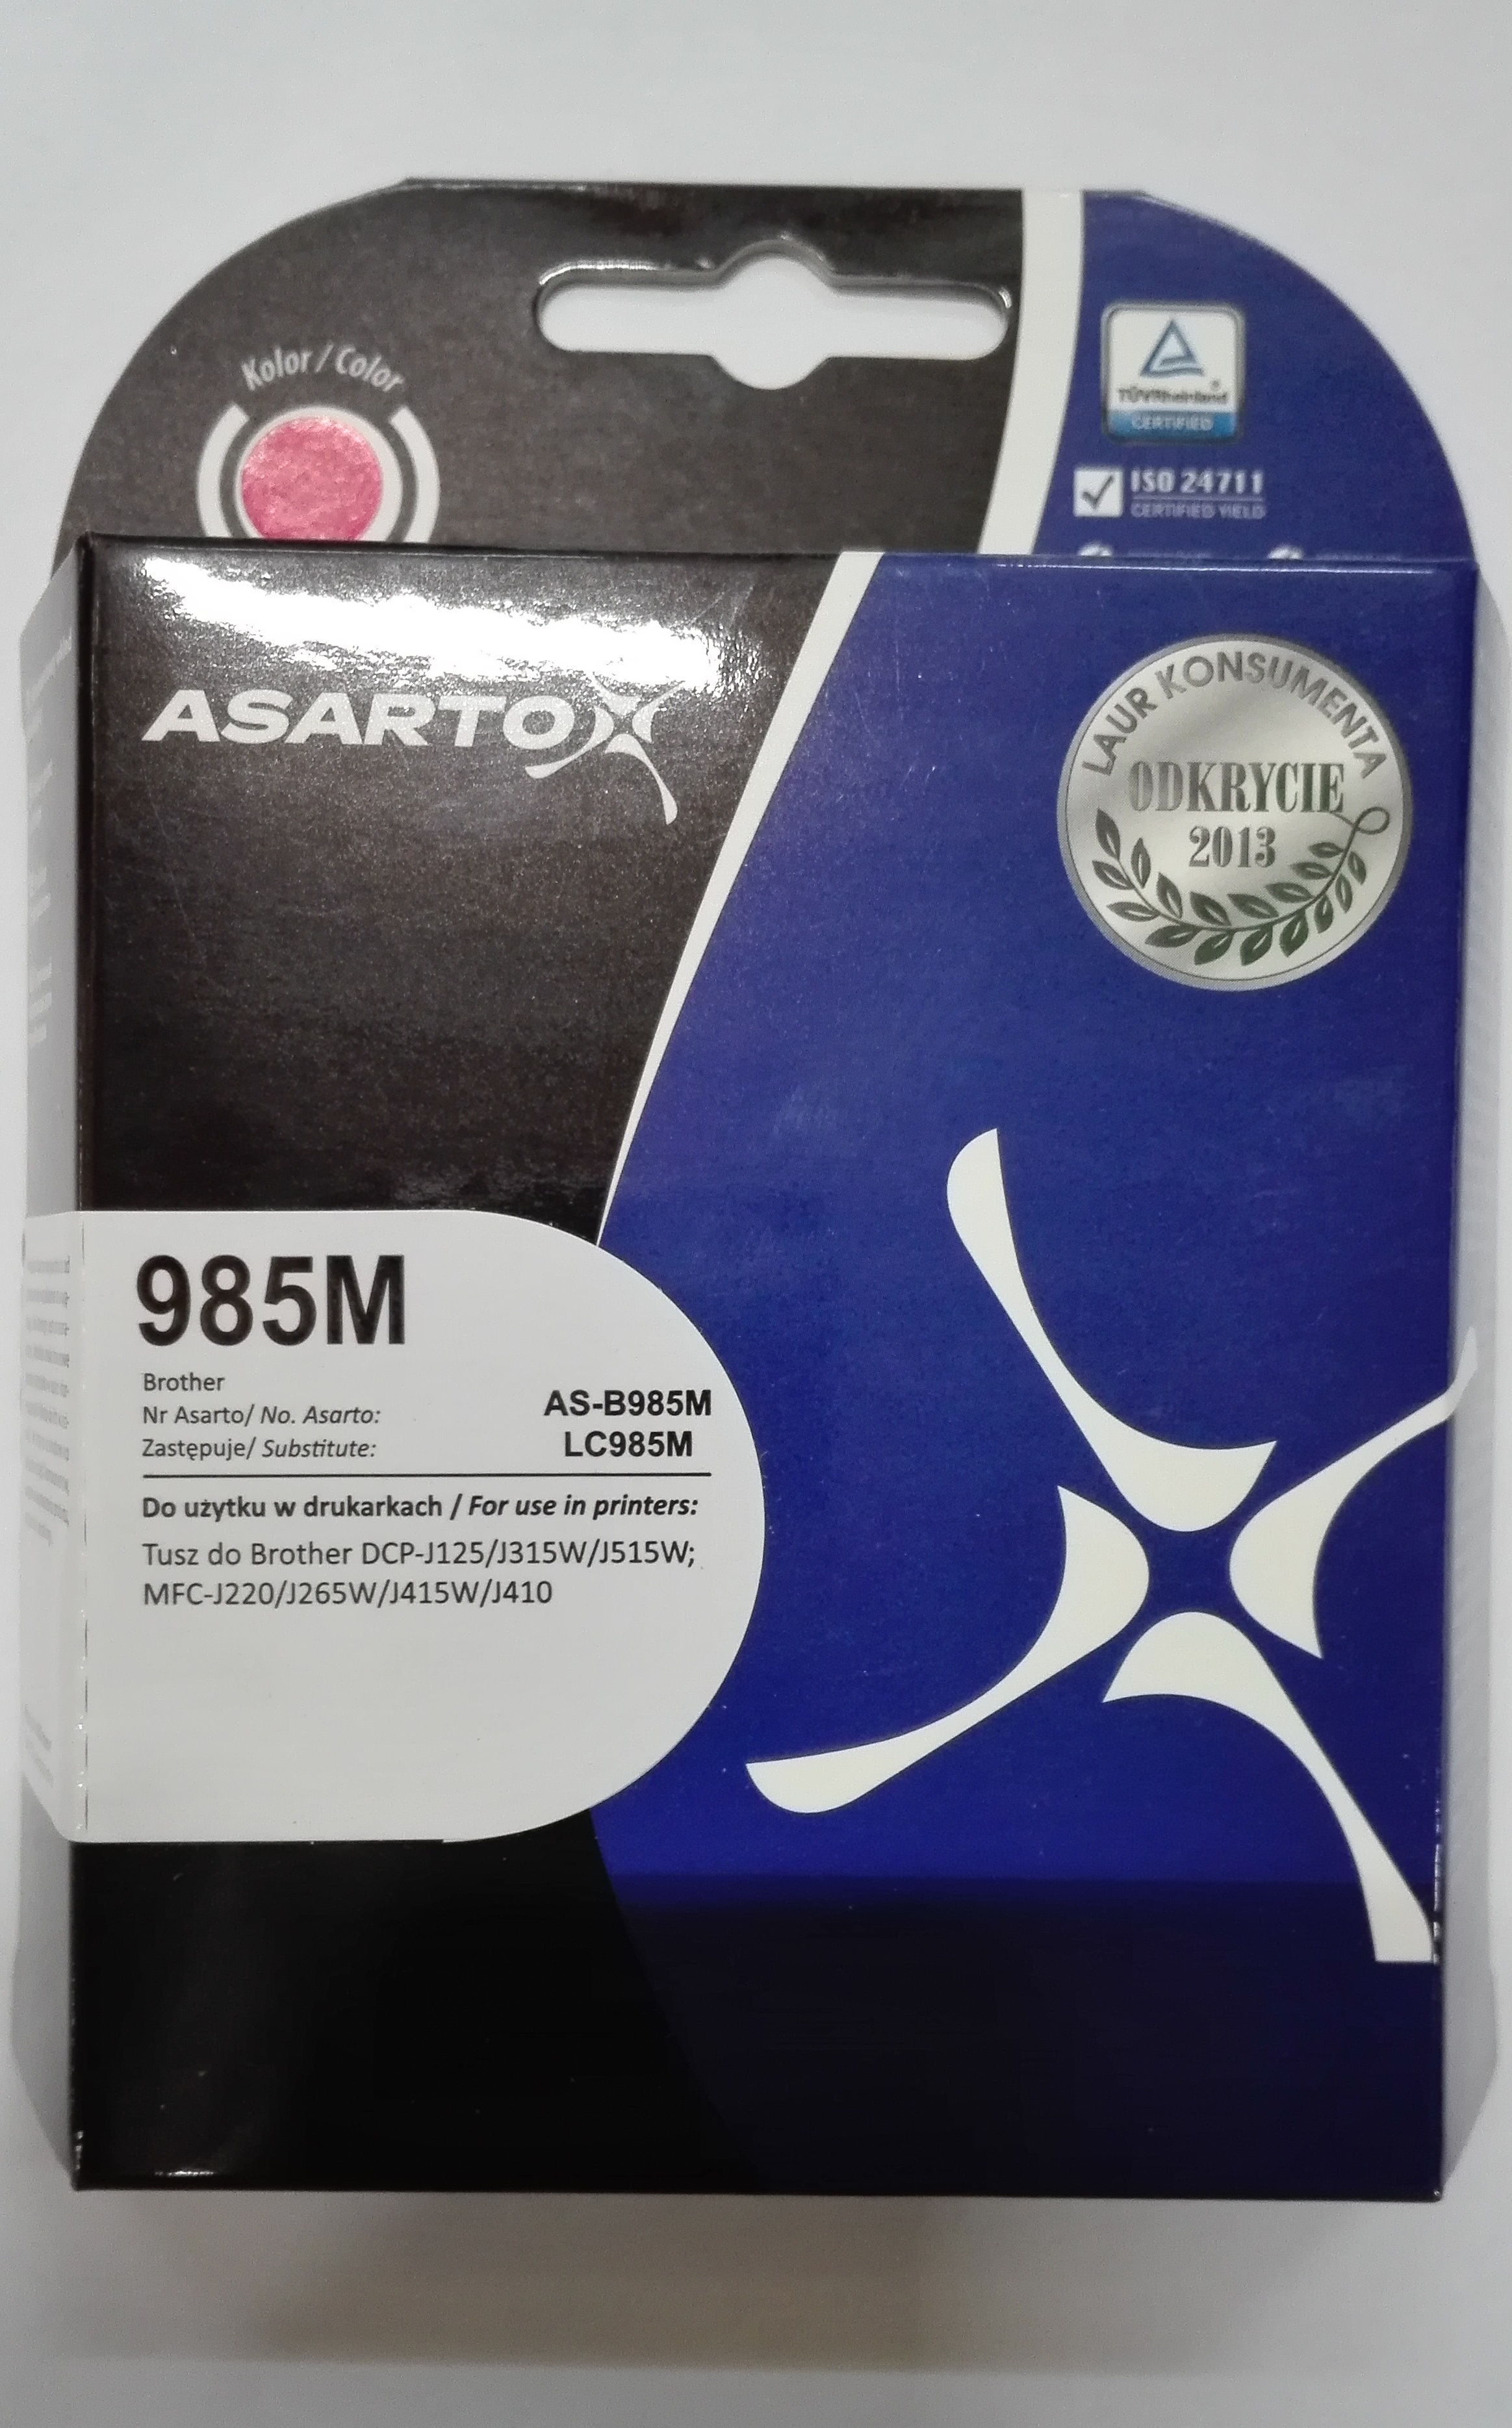 Kolor / Color
TÜVRheinland®
CERTIFIED
ISO 24711
CERTIFIED YIELD
ASARTO
LAUR KONSUMENTA
ODKRYCIE
2013
985M
Brother
Nr Asarto/ No. Asarto: AS-B985M
Zastępuje/ Substitute: LC985M
Do użytku w drukarkach / For use in printers:
Tusz do Brother DCP-J125/J315W/J515W;
MFC-J220/J265W/J415W/J410